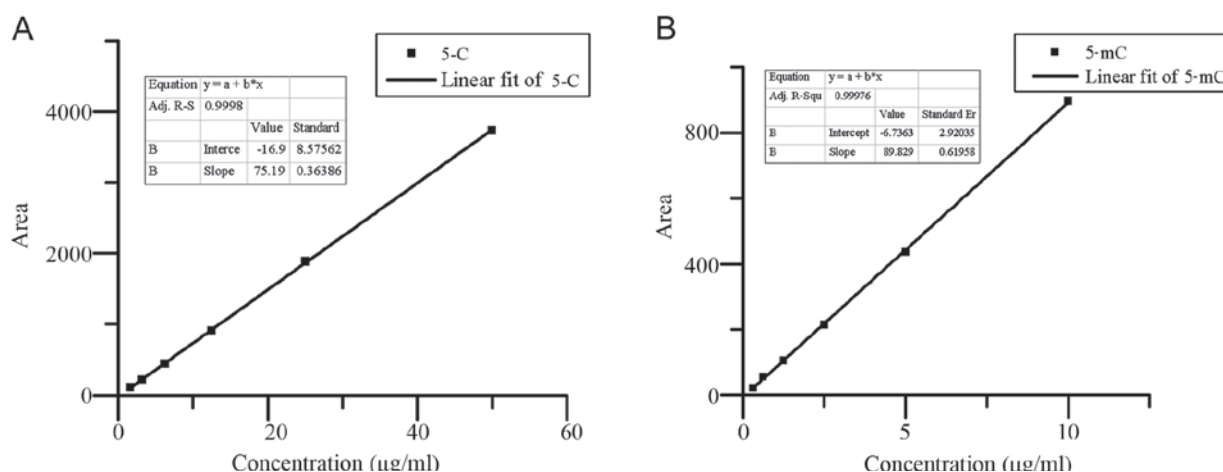 A
5-C
Linear fit of 5-C
Equation y = a + b*x
Adj. R-S 0.9998
Value Standard
B Interce -16.9 8.57562
B Slope 75.19 0.36386
Area
4000
2000
0
0 20 40 60
Concentration (µg/ml)
B
5-mC
Linear fit of 5-mC
Equation y = a + b*x
Adj. R-Squ 0.99976
Value Standard Er
B Intercept -6.7363 2.92035
B Slope 89.829 0.61958
Area
800
400
0
0 5 10
Concentration (µg/ml)